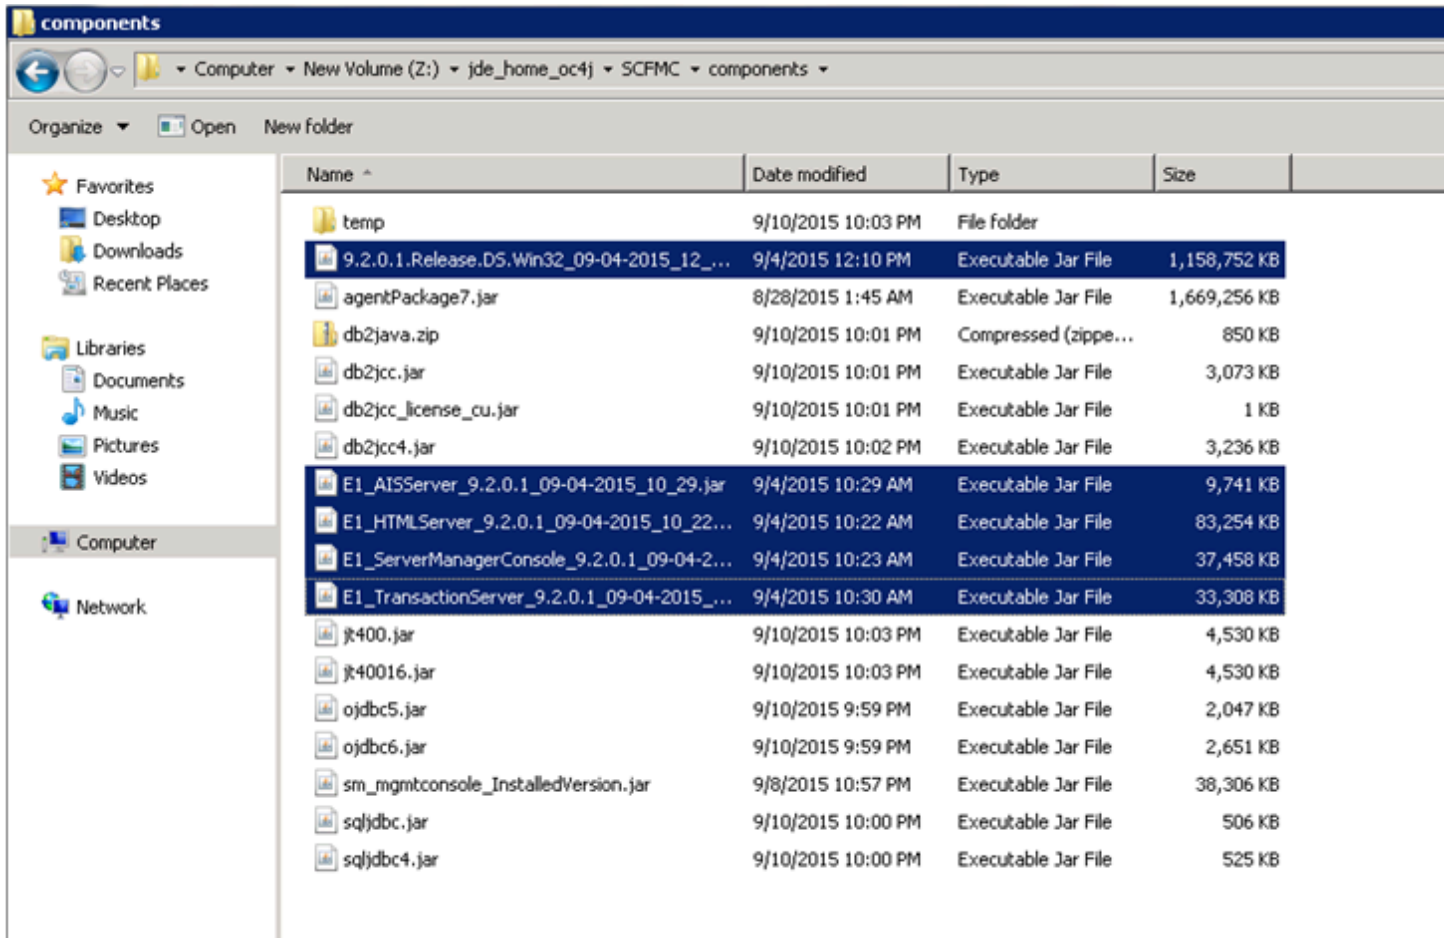 components
Computer New Volume (Z:) jde_home_oc4j SCFMC components
Organize Open New folder
Favorites
Desktop
Downloads
Recent Places
Libraries
Documents
Music
Pictures
Videos
Computer
Network
Name Date modified Type Size
temp 9/10/2015 10:03 PM File folder
9.2.0.1.Release.DS.Win32_09-04-2015_12_... 9/4/2015 12:10 PM Executable Jar File 1,158,752 KB
agentPackage7.jar 8/28/2015 1:45 AM Executable Jar File 1,669,256 KB
db2java.zip 9/10/2015 10:01 PM Compressed (zippe... 850 KB
db2jcc.jar 9/10/2015 10:01 PM Executable Jar File 3,073 KB
db2jcc_license_cu.jar 9/10/2015 10:01 PM Executable Jar File 1 KB
db2jcc4.jar 9/10/2015 10:02 PM Executable Jar File 3,236 KB
E1_AISServer_9.2.0.1_09-04-2015_10_29.jar 9/4/2015 10:29 AM Executable Jar File 9,741 KB
E1_HTMLServer_9.2.0.1_09-04-2015_10_22... 9/4/2015 10:22 AM Executable Jar File 83,254 KB
E1_ServerManagerConsole_9.2.0.1_09-04-2... 9/4/2015 10:23 AM Executable Jar File 37,458 KB
E1_TransactionServer_9.2.0.1_09-04-2015_... 9/4/2015 10:30 AM Executable Jar File 33,308 KB
jt400.jar 9/10/2015 10:03 PM Executable Jar File 4,530 KB
jt40016.jar 9/10/2015 10:03 PM Executable Jar File 4,530 KB
ojdbc5.jar 9/10/2015 9:59 PM Executable Jar File 2,047 KB
ojdbc6.jar 9/10/2015 9:59 PM Executable Jar File 2,651 KB
sm_mgmtconsole_InstalledVersion.jar 9/8/2015 10:57 PM Executable Jar File 38,306 KB
sqljdbc.jar 9/10/2015 10:00 PM Executable Jar File 506 KB
sqljdbc4.jar 9/10/2015 10:00 PM Executable Jar File 525 KB